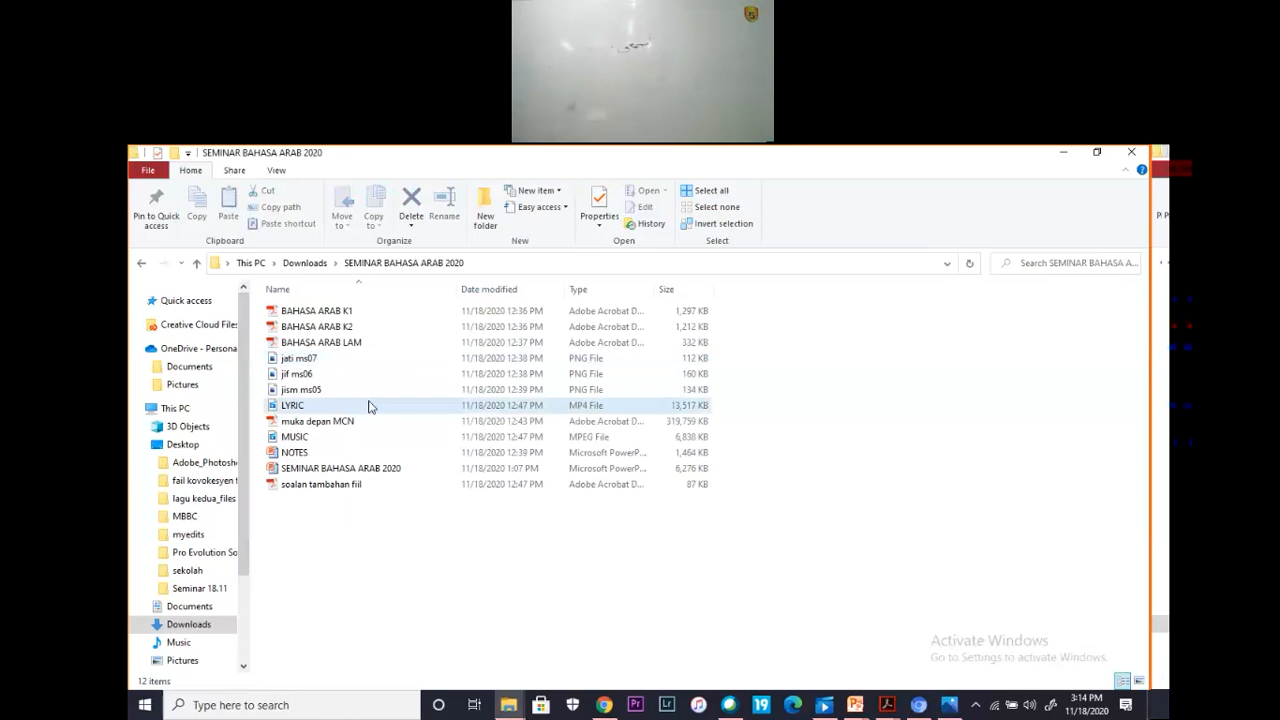 اسمعي
SEMINAR BAHASA ARAB 2020
File Home Share View
Pin to Quick access
Copy
Paste
Cut
Copy path
Paste shortcut
Clipboard
Move to
Copy to
Delete
Rename
Organize
New folder
New item
Easy access
New
Properties
Open
Edit
History
Open
Select all
Select none
Invert selection
Select
This PC Downloads SEMINAR BAHASA ARAB 2020
Search SEMINAR BAHASA A...
Quick access
Creative Cloud Files
OneDrive - Persona
Documents
Pictures
This PC
3D Objects
Desktop
Adobe_Photosh
fail kovokesyen f
lagu kedua_files
MBBC
myedits
Pro Evolution So
sekolah
Seminar 18.11
Documents
Downloads
Music
Pictures
Name Date modified Type Size
BAHASA ARAB K1 11/18/2020 12:36 PM Adobe Acrobat D... 1,297 KB
BAHASA ARAB K2 11/18/2020 12:36 PM Adobe Acrobat D... 1,212 KB
BAHASA ARAB LAM 11/18/2020 12:37 PM Adobe Acrobat D... 332 KB
jati ms07 11/18/2020 12:38 PM PNG File 112 KB
jif ms06 11/18/2020 12:38 PM PNG File 160 KB
jism ms05 11/18/2020 12:39 PM PNG File 134 KB
LYRIC 11/18/2020 12:47 PM MP4 File 13,517 KB
muka depan MCN 11/18/2020 12:43 PM Adobe Acrobat D... 319,759 KB
MUSIC 11/18/2020 12:47 PM MPEG File 6,838 KB
NOTES 11/18/2020 12:39 PM Microsoft PowerP... 1,464 KB
SEMINAR BAHASA ARAB 2020 11/18/2020 1:07 PM Microsoft PowerP... 6,276 KB
soalan tambahan fiil 11/18/2020 12:47 PM Adobe Acrobat D... 87 KB
Activate Windows
Go to Settings to activate Windows.
12 items
Type here to search
19
3:14 PM
11/18/2020